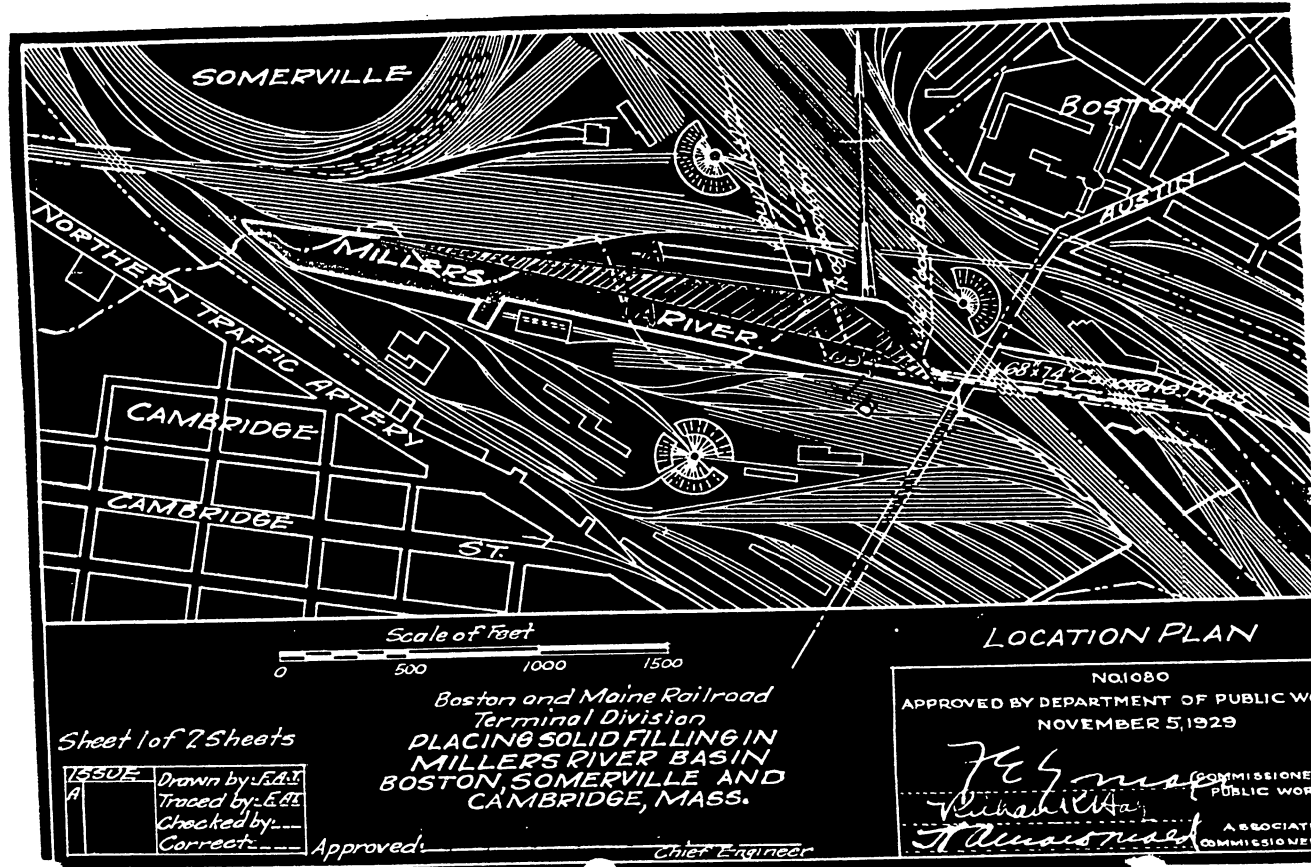 SOMERVILLE
BOSTON
AUSTIN
NORTHERN TRAFFIC ARTERY
MILLERS
RIVER
Flood Box
68"x74" Concrete Pipes
CAMBRIDGE
CAMBRIDGE
ST.
Scale of Feet
0 500 1000 1500
LOCATION PLAN
NO.1080
APPROVED BY DEPARTMENT OF PUBLIC WO
NOVEMBER 5, 1929
COMMISSIONE
PUBLIC WOR
ASSOCIAT
COMMISSIONE
Boston and Maine Railroad
Terminal Division
PLACING SOLID FILLING IN
MILLERS RIVER BASIN
BOSTON, SOMERVILLE AND
CAMBRIDGE, MASS.
Sheet 1 of 2 Sheets
ISSUE
A
Drawn by: F.A.T.
Traced by: F.A.T.
Checked by:
Correct:
Approved:
Chief Engineer